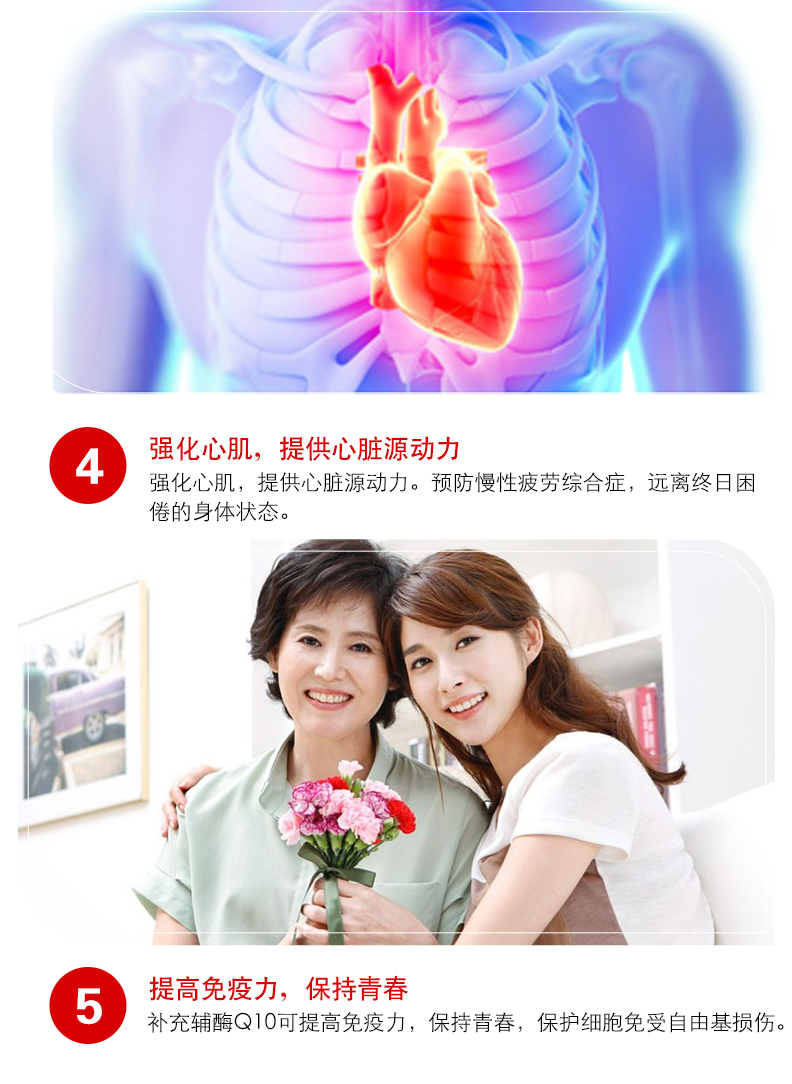 4
强化心肌，提供心脏源动力
强化心肌，提供心脏源动力。预防慢性疲劳综合症，远离终日困
倦的身体状态。
5
提高免疫力，保持青春
补充辅酶Q10可提高免疫力，保持青春，保护细胞免受自由基损伤。